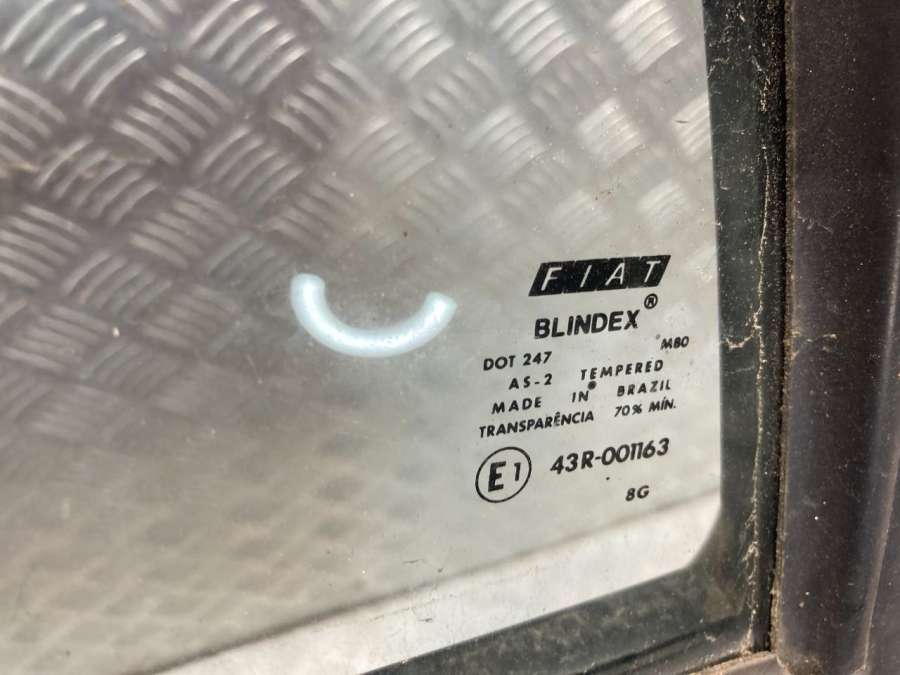 FIAT
BLINDEX®
DOT 247 M80
AS-2 TEMPERED
MADE IN BRAZIL
TRANSPARÊNCIA 70% MÍN.
E1 43R-001163
8G